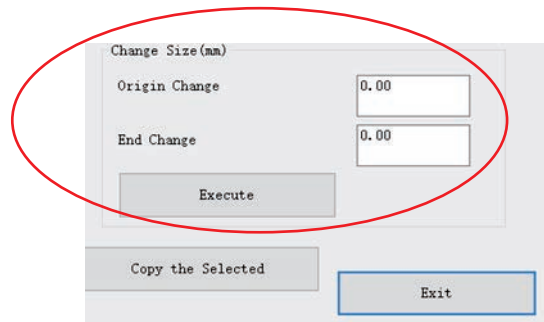 Change Size(mm)
Origin Change 0.00
End Change 0.00
Execute
Copy the Selected
Exit